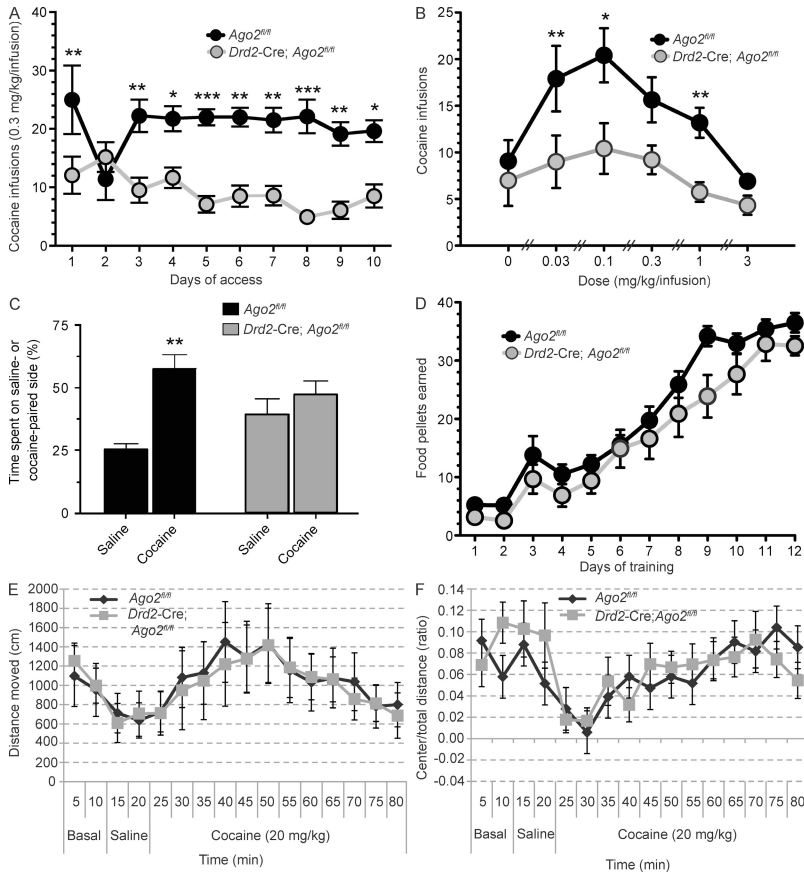 A
40
30
20
10
0
Cocaine infusions (0.3 mg/kg/infusion)
Ago2fl/fl
Drd2-Cre; Ago2fl/fl
** ** * *** ** ** *** ** *
1 2 3 4 5 6 7 8 9 10
Days of access
B
25
20
15
10
5
0
Cocaine infusions
Ago2fl/fl
Drd2-Cre; Ago2fl/fl
** * **
0 0.03 0.1 0.3 1 3
Dose (mg/kg/infusion)
C
75
50
25
0
Time spent on saline- or
cocaine-paired side (%)
Ago2fl/fl
Drd2-Cre; Ago2fl/fl
**
Saline Cocaine Saline Cocaine
D
40
30
20
10
0
Food pellets earned
Ago2fl/fl
Drd2-Cre; Ago2fl/fl
1 2 3 4 5 6 7 8 9 10 11 12
Days of training
E
2000
1800
1600
1400
1200
1000
800
600
400
200
0
Distance moved (cm)
Ago2fl/fl
Drd2-Cre;
Ago2fl/fl
5 10 15 20 25 30 35 40 45 50 55 60 65 70 75 80
Basal Saline Cocaine (20 mg/kg)
Time (min)
F
0.14
0.12
0.10
0.08
0.06
0.04
0.02
0.00
-0.02
-0.04
Center/total distance (ratio)
Ago2fl/fl
Drd2-Cre;Ago2fl/fl
5 10 15 20 25 30 35 40 45 50 55 60 65 70 75 80
Basal Saline Cocaine (20 mg/kg)
Time (min)